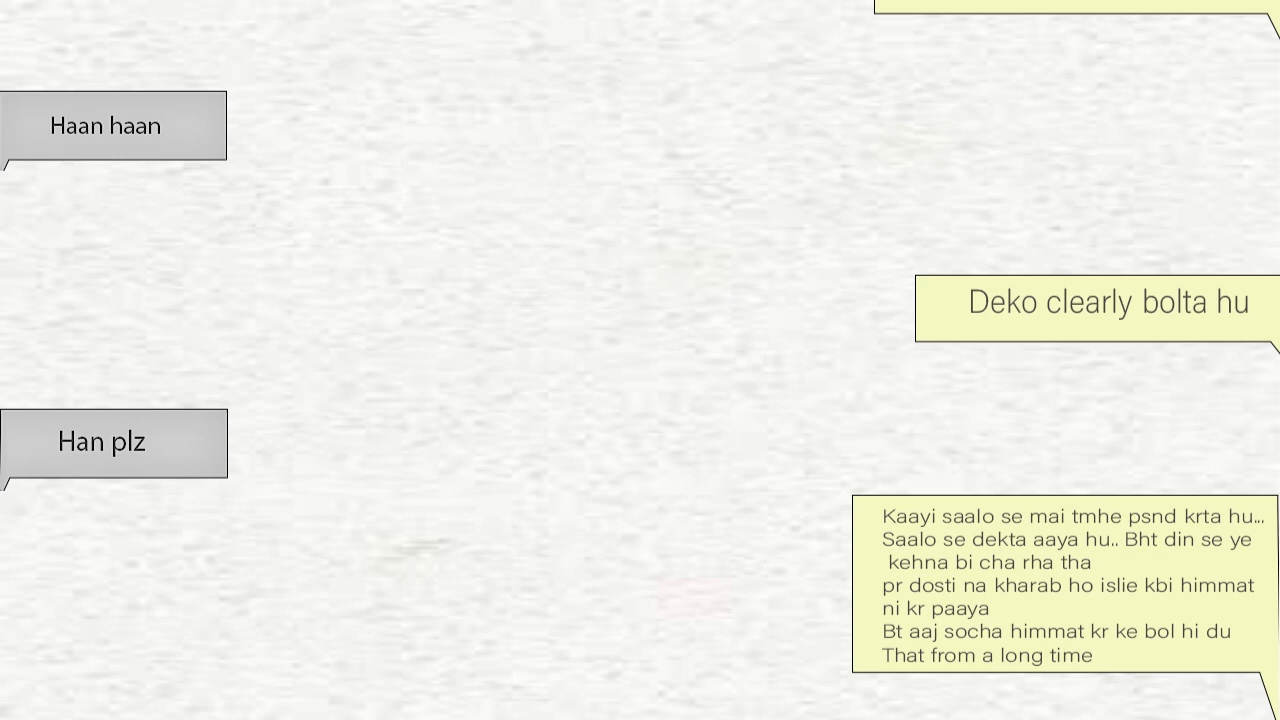 Haan haan
Deko clearly bolta hu
Han plz
Kaayi saalo se mai tmhe psnd krta hu...
Saalo se dekta aaya hu.. Bht din se ye
kehna bi cha rha tha
pr dosti na kharab ho islie kbi himmat
ni kr paaya
Bt aaj socha himmat kr ke bol hi du
That from a long time